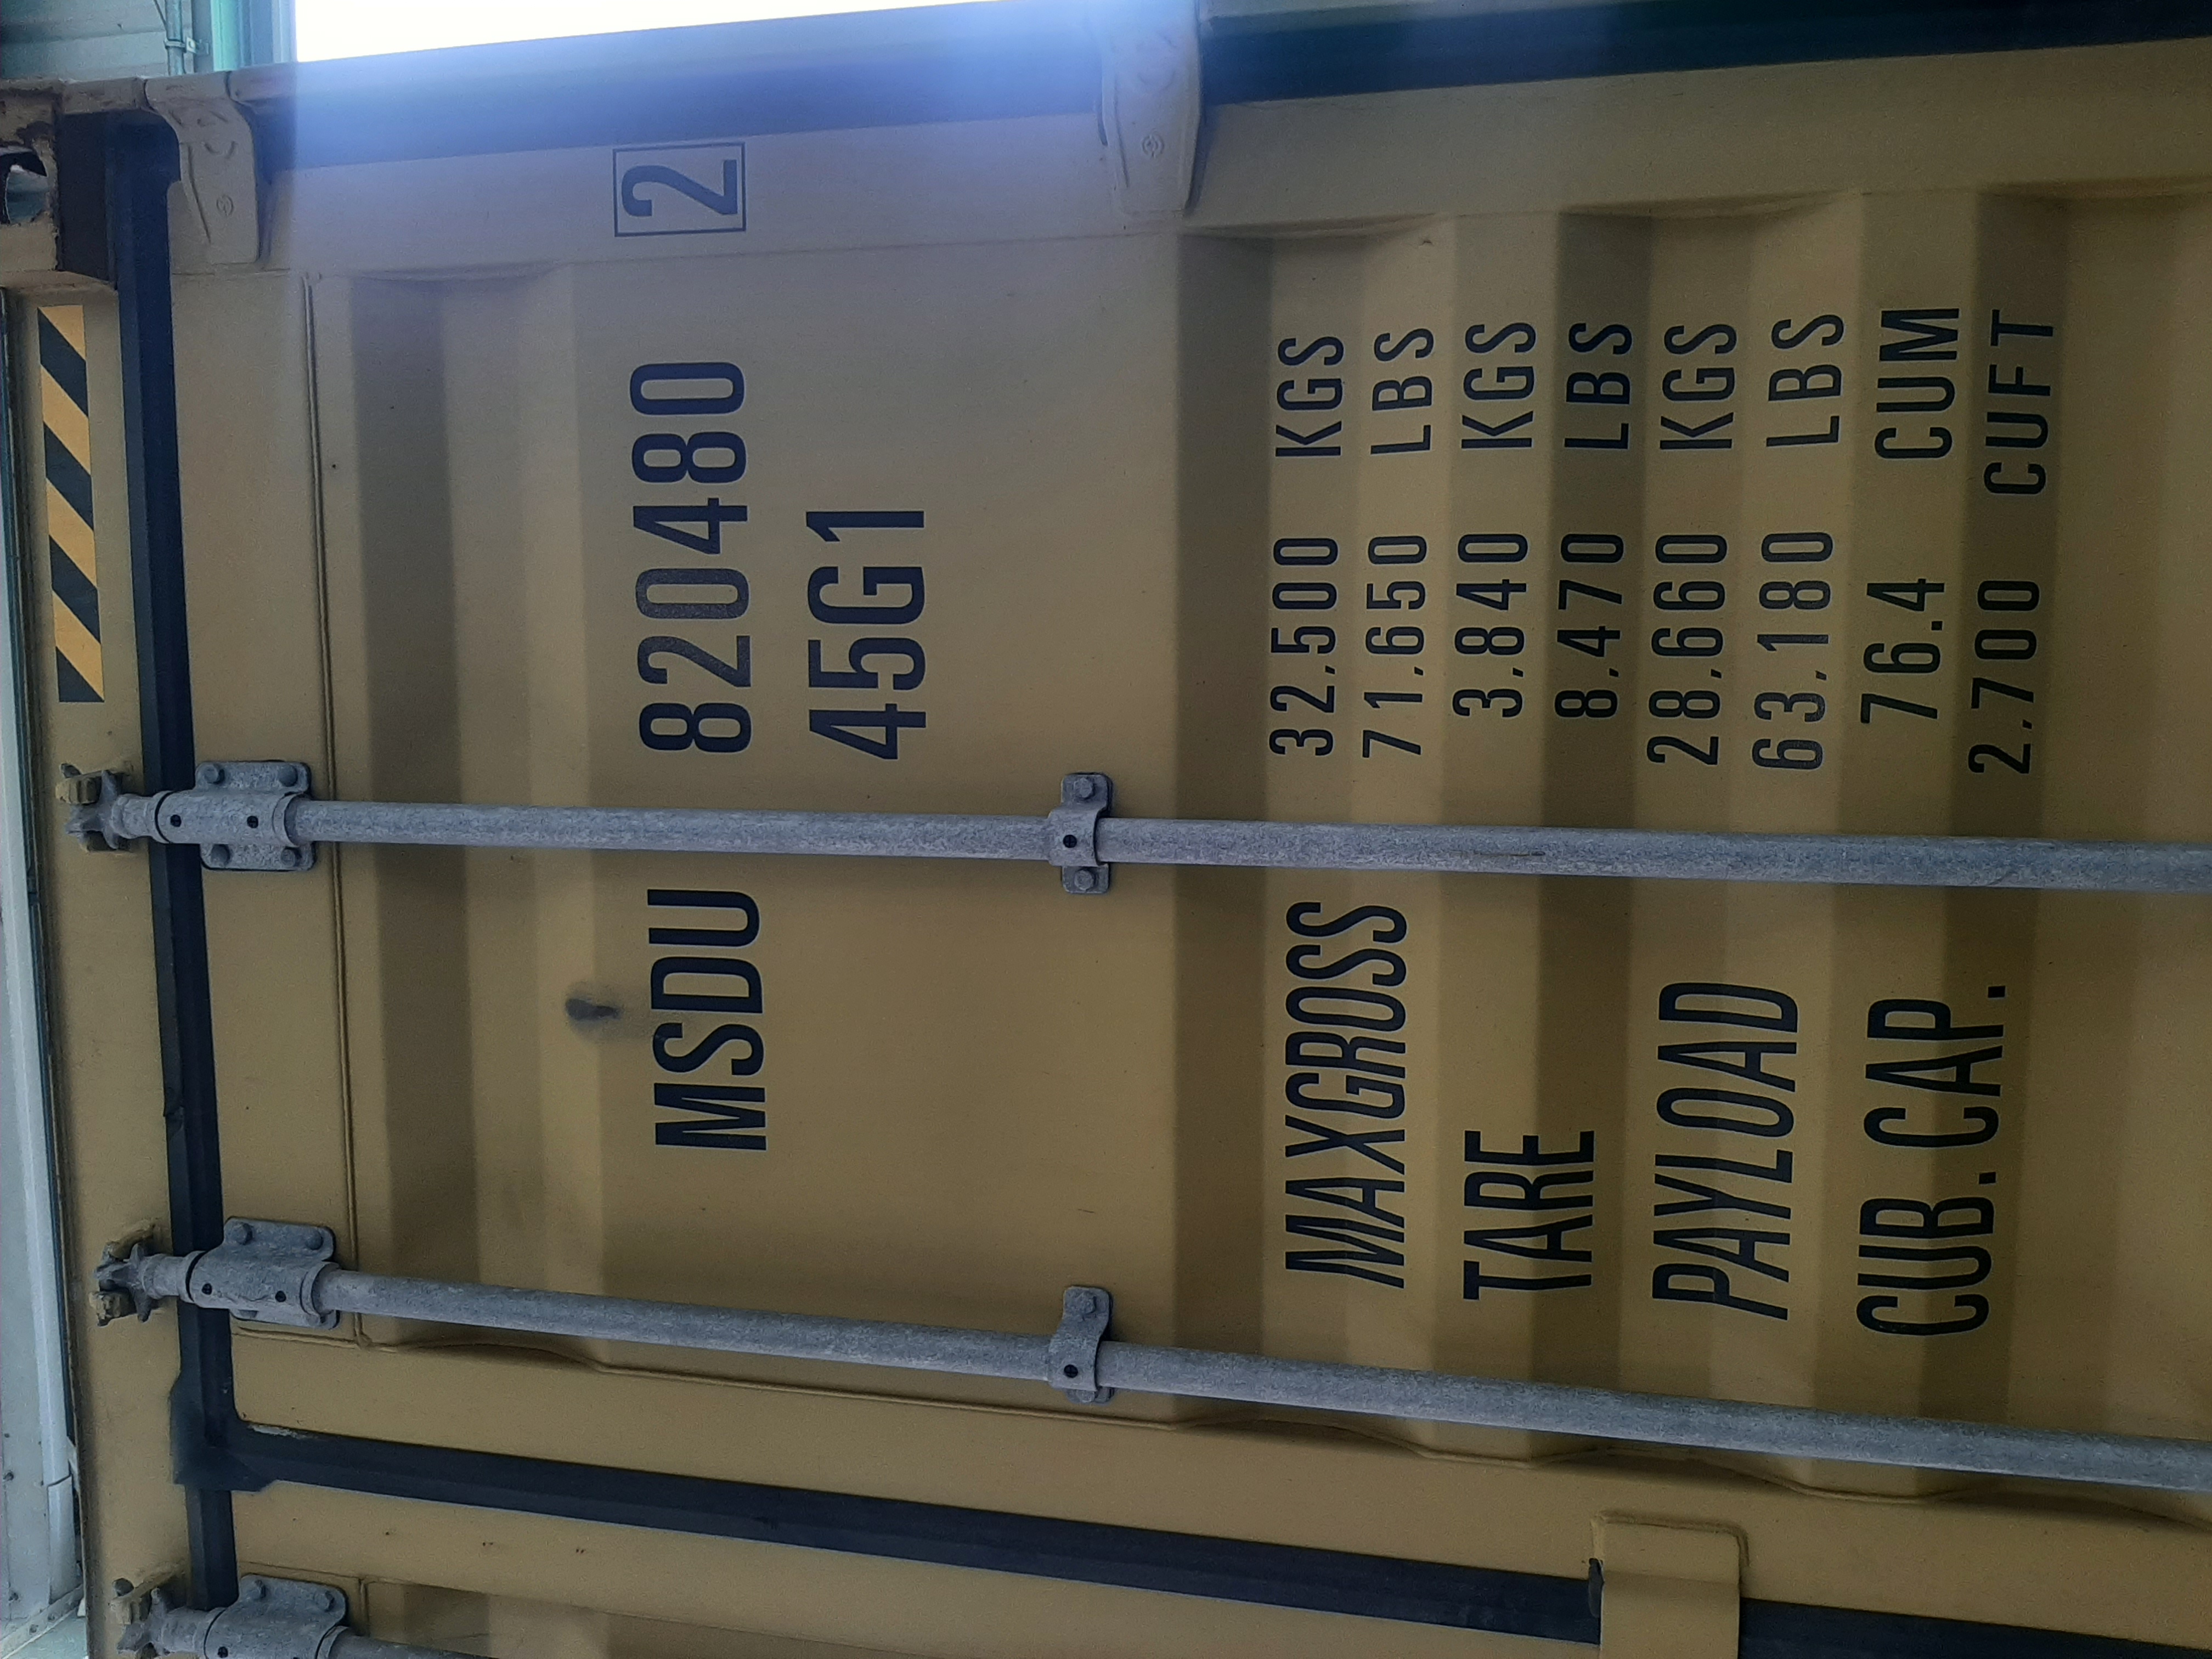 MSDU 820480 2
45G1
MAXGROSS 32.500 KGS
71.650 LBS
TARE 3.840 KGS
8.470 LBS
PAYLOAD 28.660 KGS
63.180 LBS
CUB.CAP. 76.4 CUM
2.700 CUFT